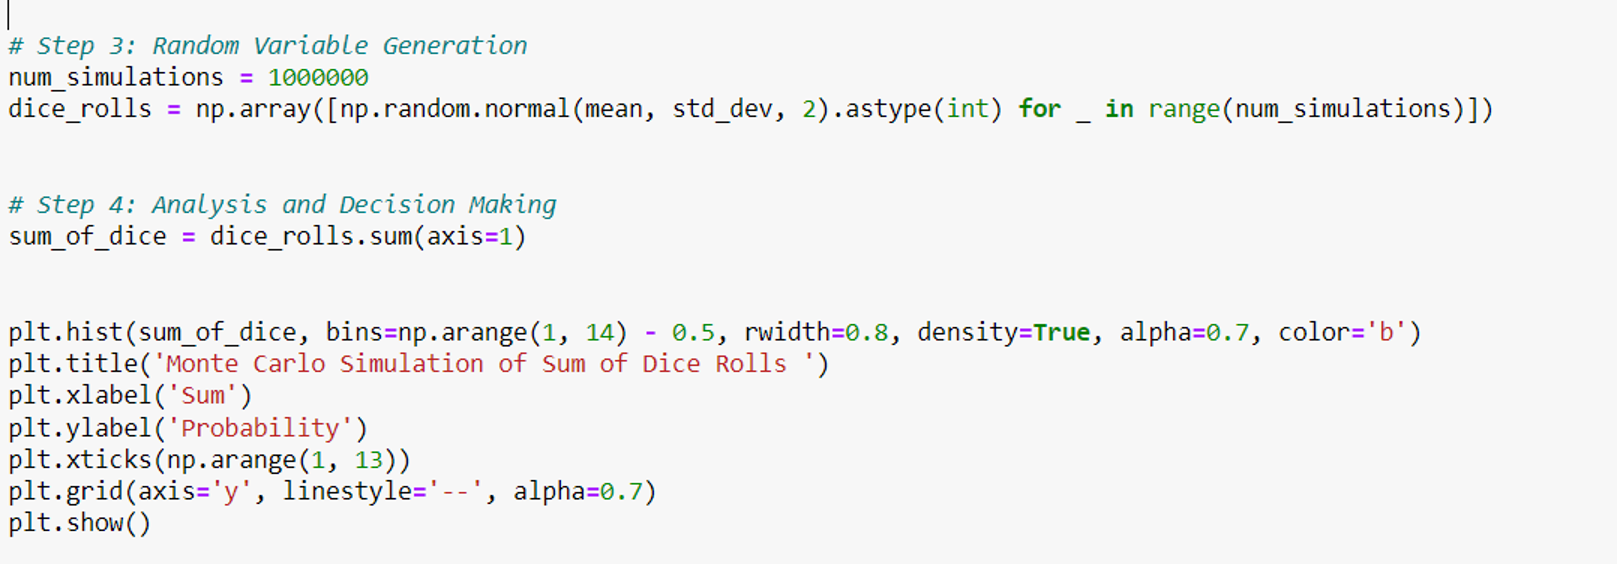 # Step 3: Random Variable Generation
num_simulations = 1000000
dice_rolls = np.array([np.random.normal(mean, std_dev, 2).astype(int) for _ in range(num_simulations)])
# Step 4: Analysis and Decision Making
sum_of_dice = dice_rolls.sum(axis=1)
plt.hist(sum_of_dice, bins=np.arange(1, 14) - 0.5, rwidth=0.8, density=True, alpha=0.7, color='b')
plt.title('Monte Carlo Simulation of Sum of Dice Rolls ')
plt.xlabel('Sum')
plt.ylabel('Probability')
plt.xticks(np.arange(1, 13))
plt.grid(axis='y', linestyle='--', alpha=0.7)
plt.show()